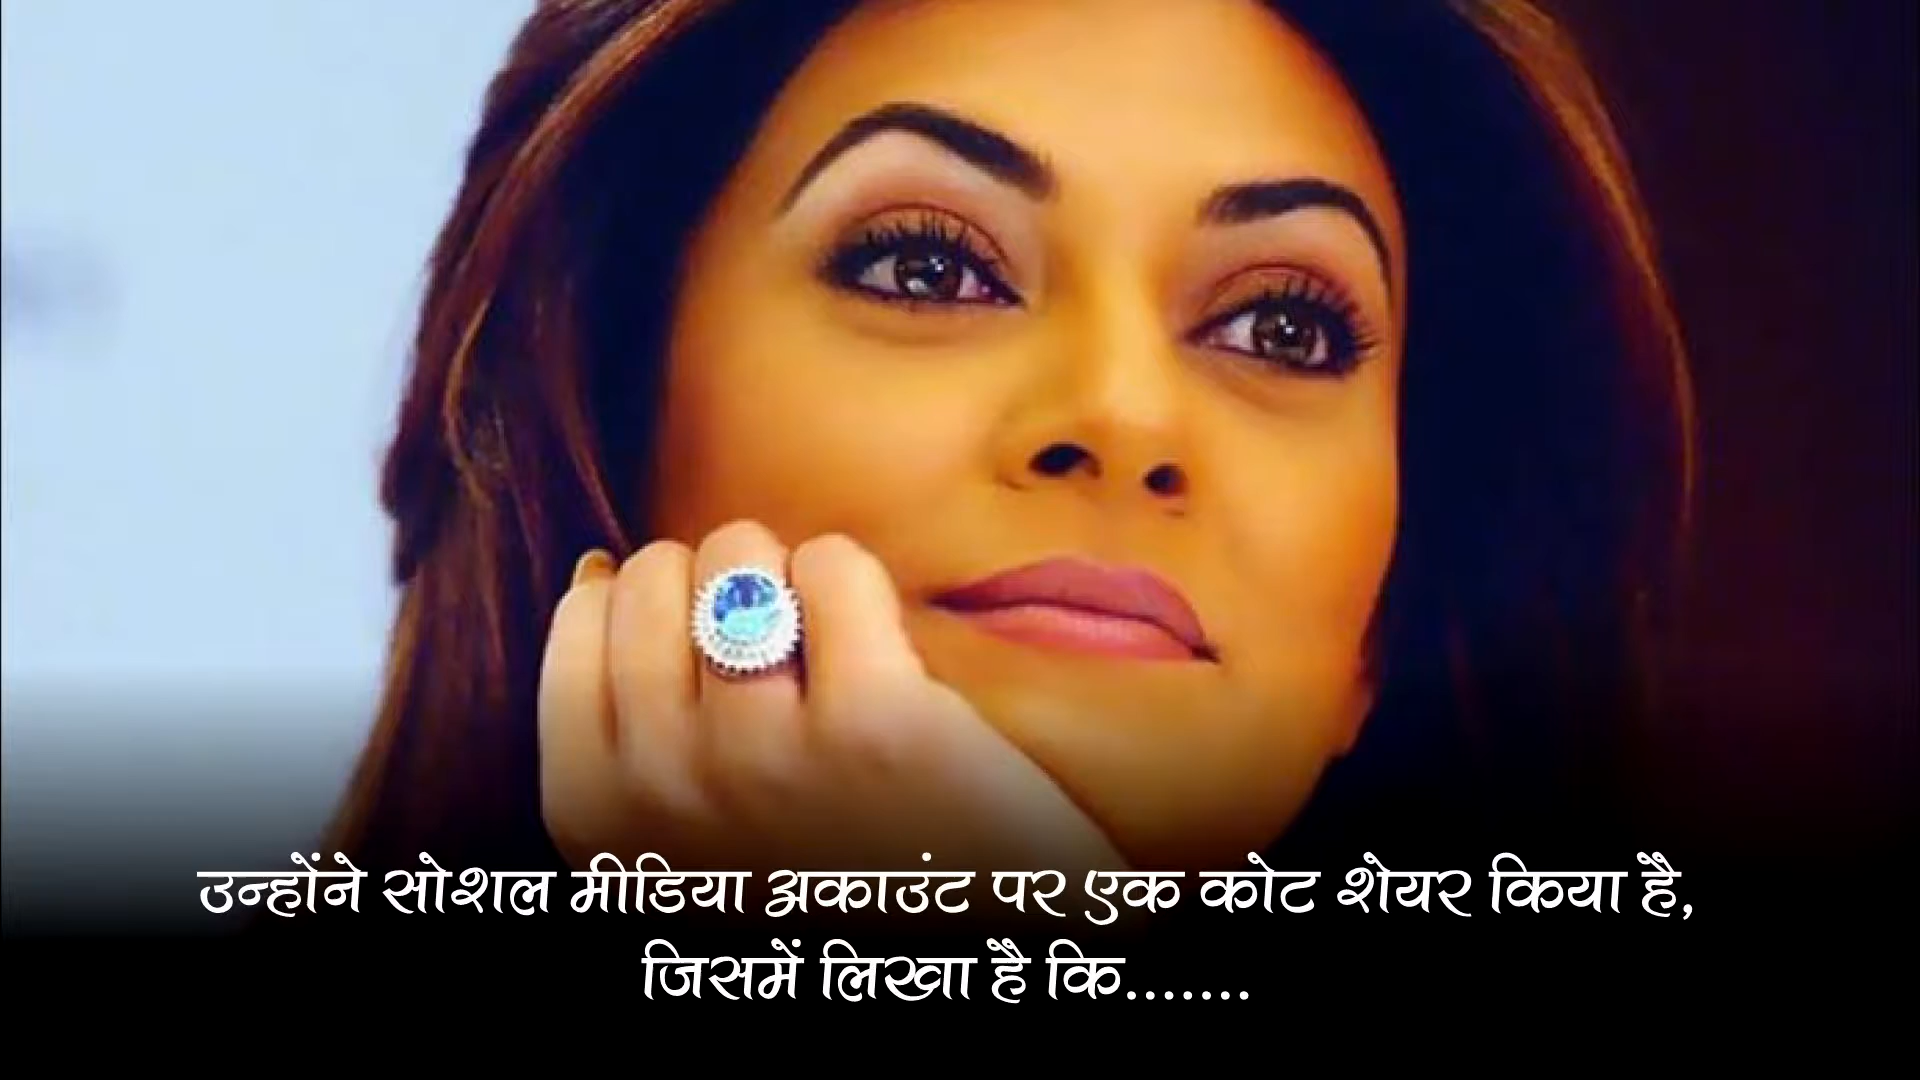 उन्होंने सोशल मीडिया अकाउंट पर एक कोट शेयर किया है,
जिसमें लिखा है कि.......